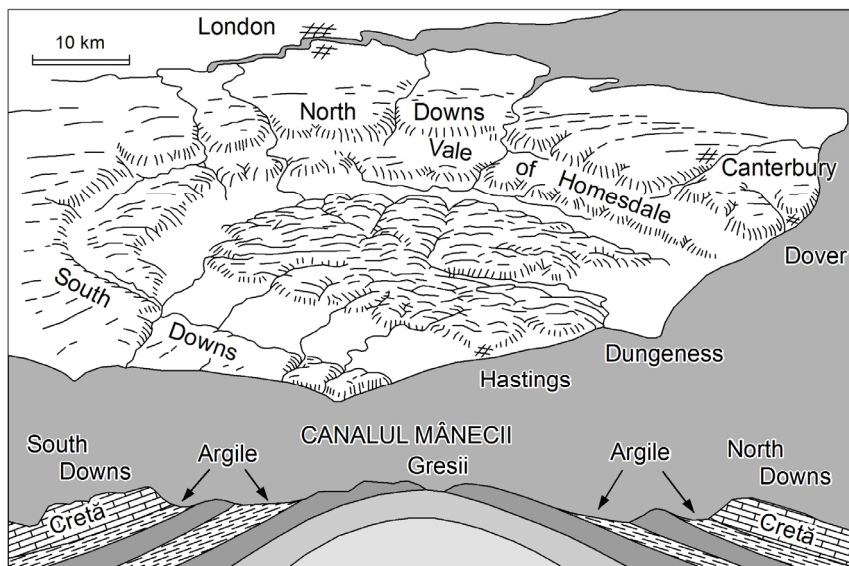 London
10 km
North Downs
Vale of Homesdale
Canterbury
Dover
South Downs
Dungeness
Hastings
CANALUL MÂNECII
South Downs
Argile
Gresii
Argile
North Downs
Cretă
Cretă